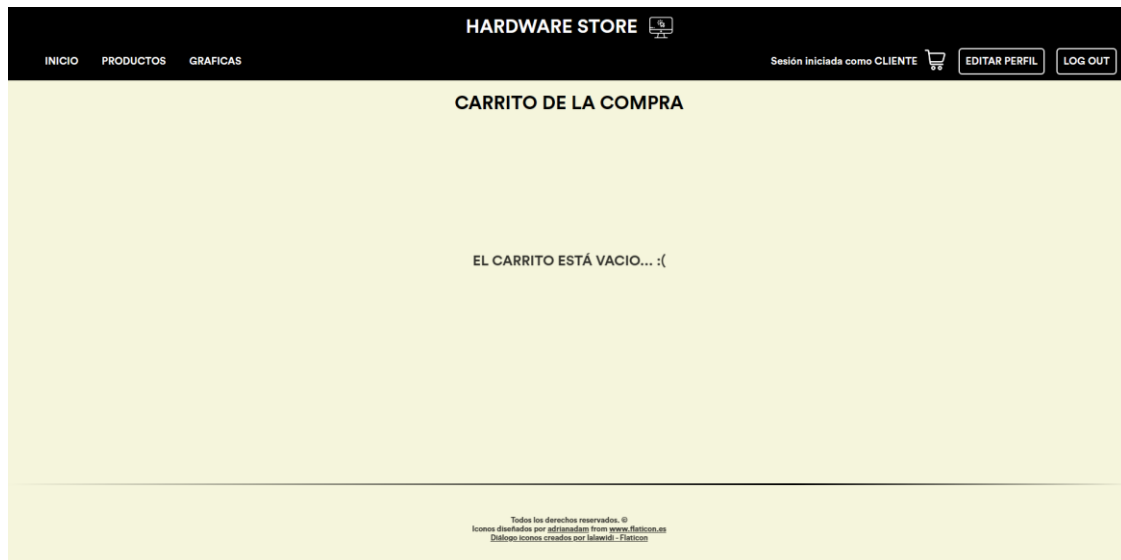 HARDWARE STORE
INICIO PRODUCTOS GRAFICAS Sesión iniciada como CLIENTE EDITAR PERFIL LOG OUT
CARRITO DE LA COMPRA
EL CARRITO ESTÁ VACIO... :(
Todos los derechos reservados. ©
Iconos diseñados por adrianadam from www.flaticon.es
Diálogo iconos creados por lalawidi - Flaticon